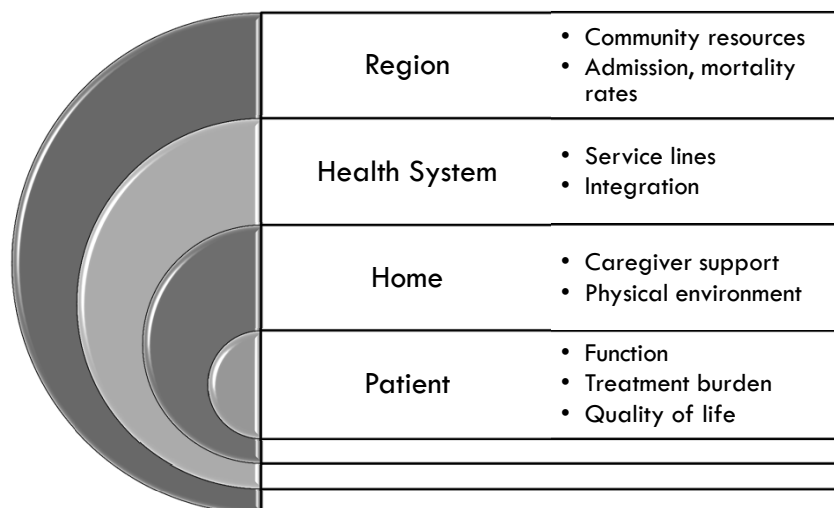 Region
• Community resources
• Admission, mortality
rates
Health System
• Service lines
• Integration
Home
• Caregiver support
• Physical environment
Patient
• Function
• Treatment burden
• Quality of life